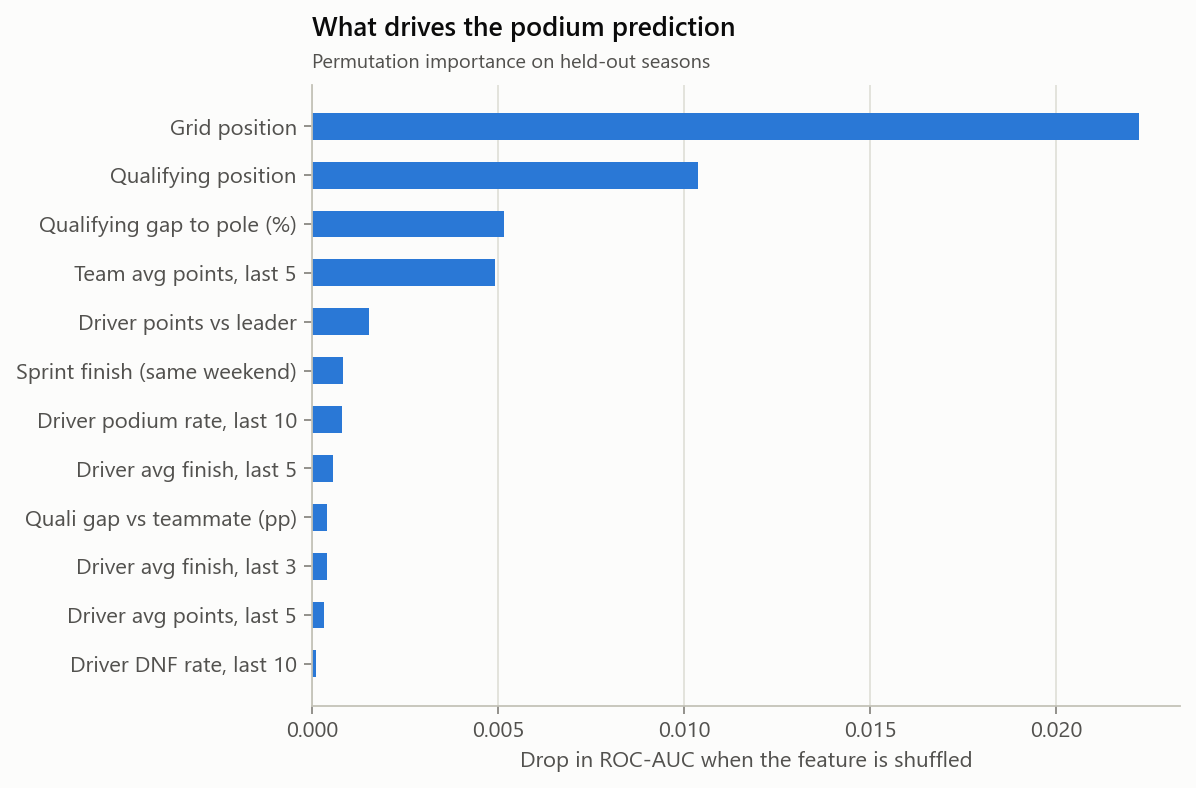 What drives the podium prediction
Permutation importance on held-out seasons
Grid position
Qualifying position
Qualifying gap to pole (%)
Team avg points, last 5
Driver points vs leader
Sprint finish (same weekend)
Driver podium rate, last 10
Driver avg finish, last 5
Quali gap vs teammate (pp)
Driver avg finish, last 3
Driver avg points, last 5
Driver DNF rate, last 10
0.000 0.005 0.010 0.015 0.020
Drop in ROC-AUC when the feature is shuffled